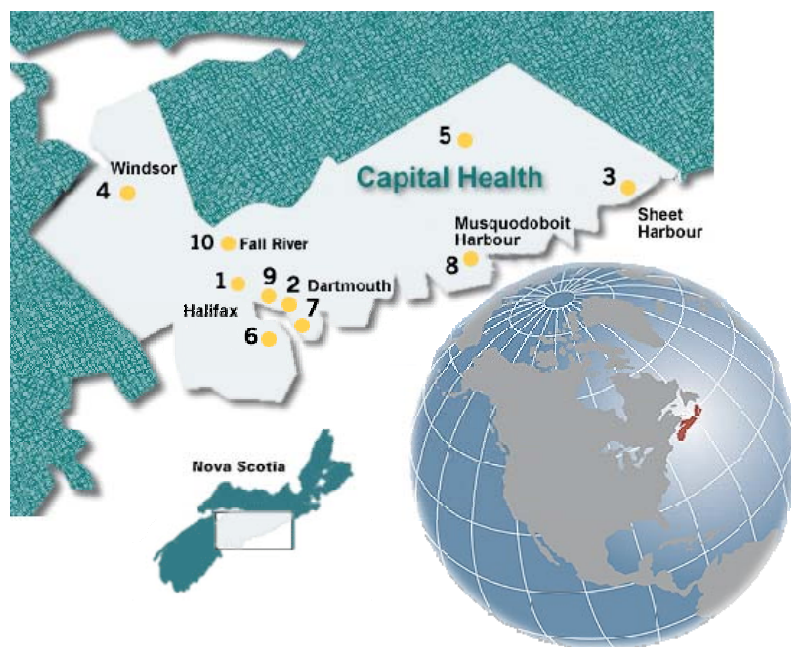 5
Windsor
4
Capital Health
3
Sheet
Harbour
Musquodoboit
Harbour
8
10 Fall River
1
9
2
Dartmouth
7
Halifax
6
Nova Scotia